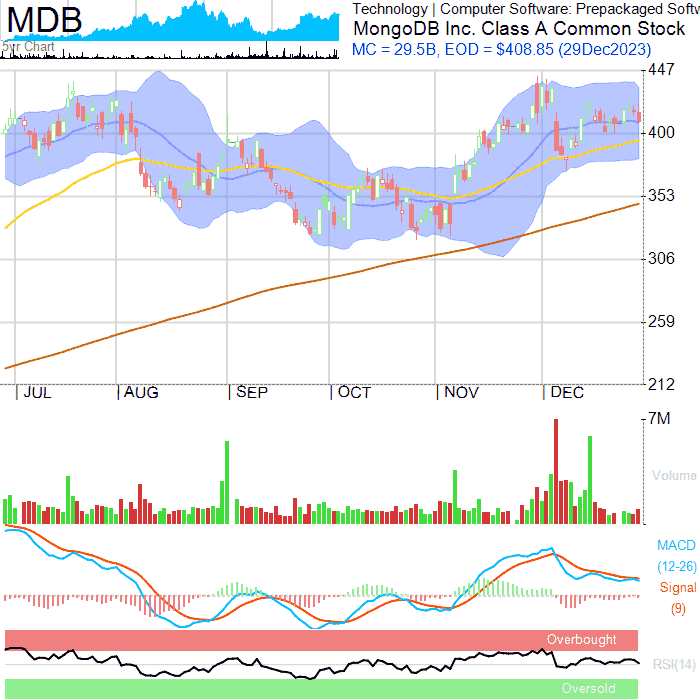 MDB
5yr Chart
Technology | Computer Software: Prepackaged Softw
MongoDB Inc. Class A Common Stock
MC = 29.5B, EOD = $408.85 (29Dec2023)
447
400
353
306
259
212
| JUL | AUG | SEP | OCT | NOV | DEC
7M
Volume
MACD
(12-26)
Signal
(9)
Overbought
RSI(14)
Oversold